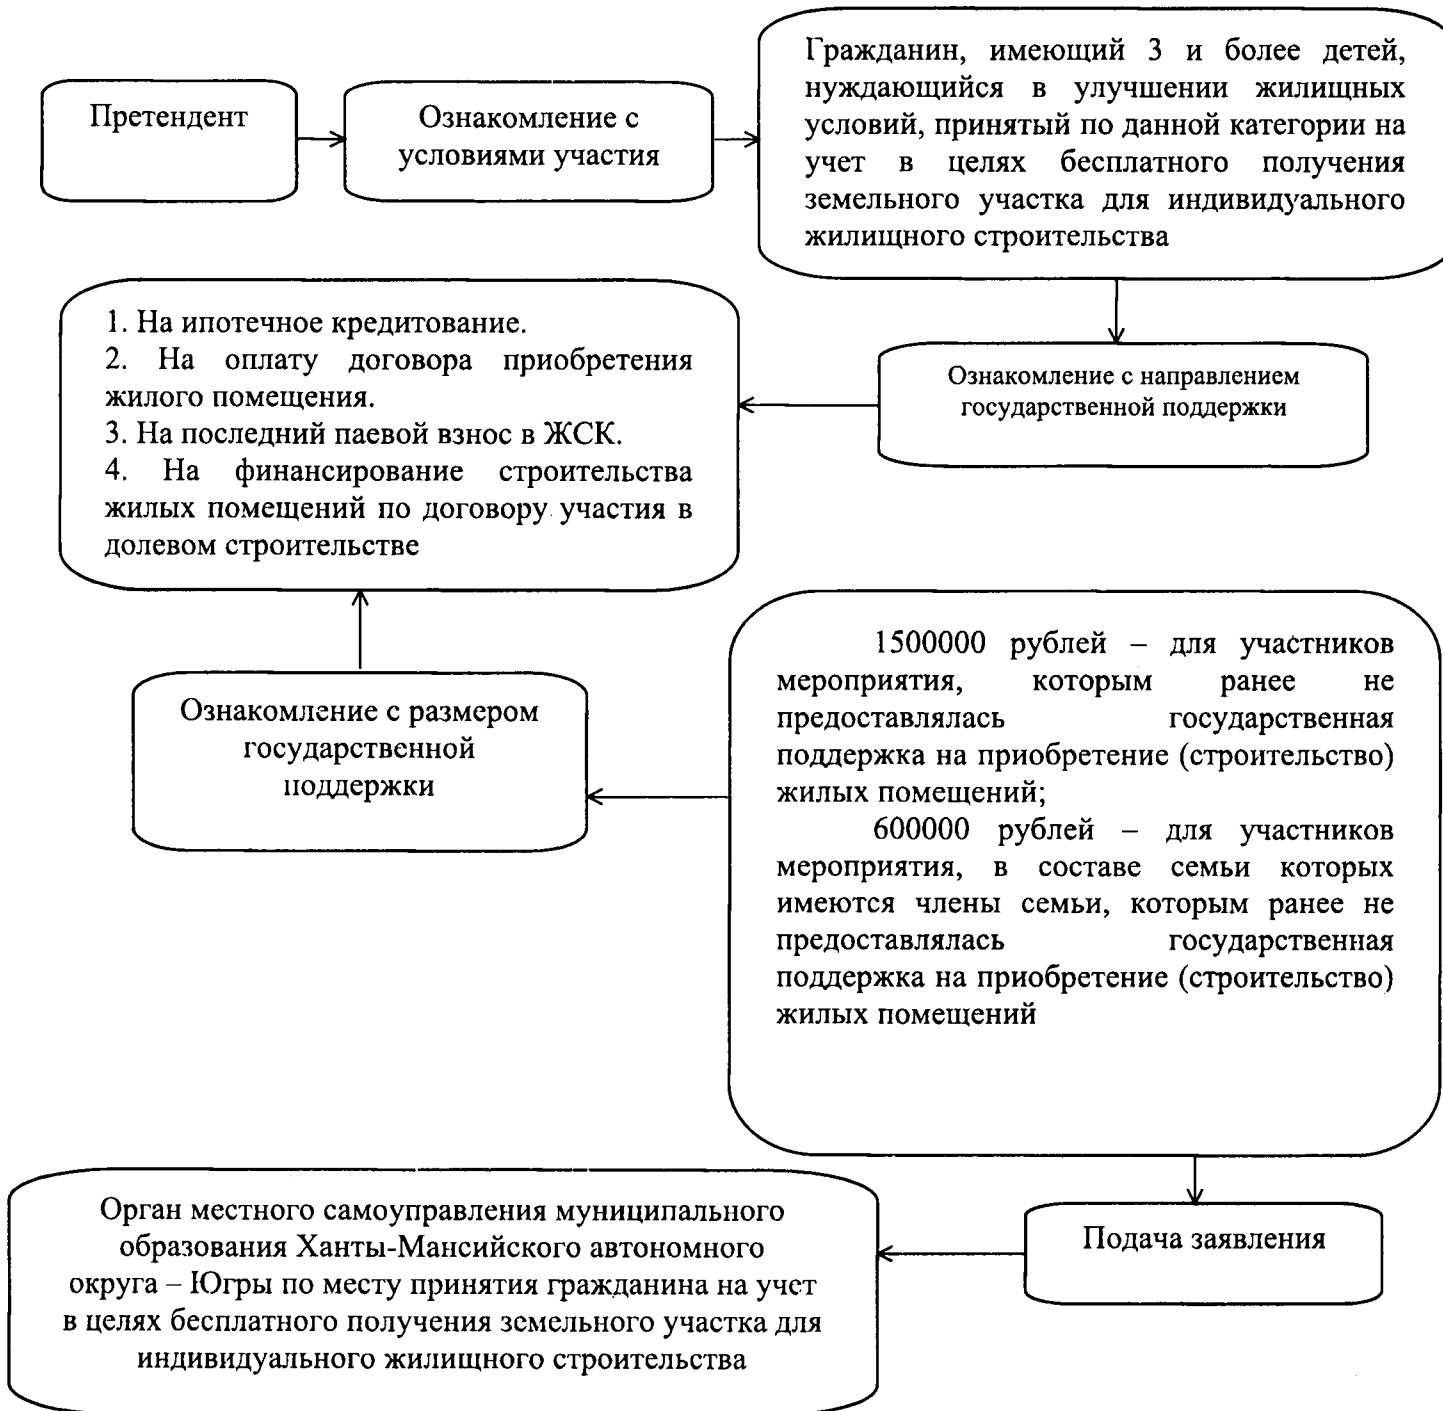 Претендент
Ознакомление с
условиями участия
Гражданин, имеющий 3 и более детей,
нуждающийся в улучшении жилищных
условий, принятый по данной категории на
учет в целях бесплатного получения
земельного участка для индивидуального
жилищного строительства
Ознакомление с направлением
государственной поддержки
1. На ипотечное кредитование.
2. На оплату договора приобретения
жилого помещения.
3. На последний паевой взнос в ЖСК.
4. На финансирование строительства
жилых помещений по договору участия в
долевом строительстве
Ознакомление с размером
государственной
поддержки
1500000 рублей – для участников
мероприятия, которым ранее не
предоставлялась государственная
поддержка на приобретение (строительство)
жилых помещений;
600000 рублей – для участников
мероприятия, в составе семьи которых
имеются члены семьи, которым ранее не
предоставлялась государственная
поддержка на приобретение (строительство)
жилых помещений
Подача заявления
Орган местного самоуправления муниципального
образования Ханты-Мансийского автономного
округа – Югры по месту принятия гражданина на учет
в целях бесплатного получения земельного участка для
индивидуального жилищного строительства